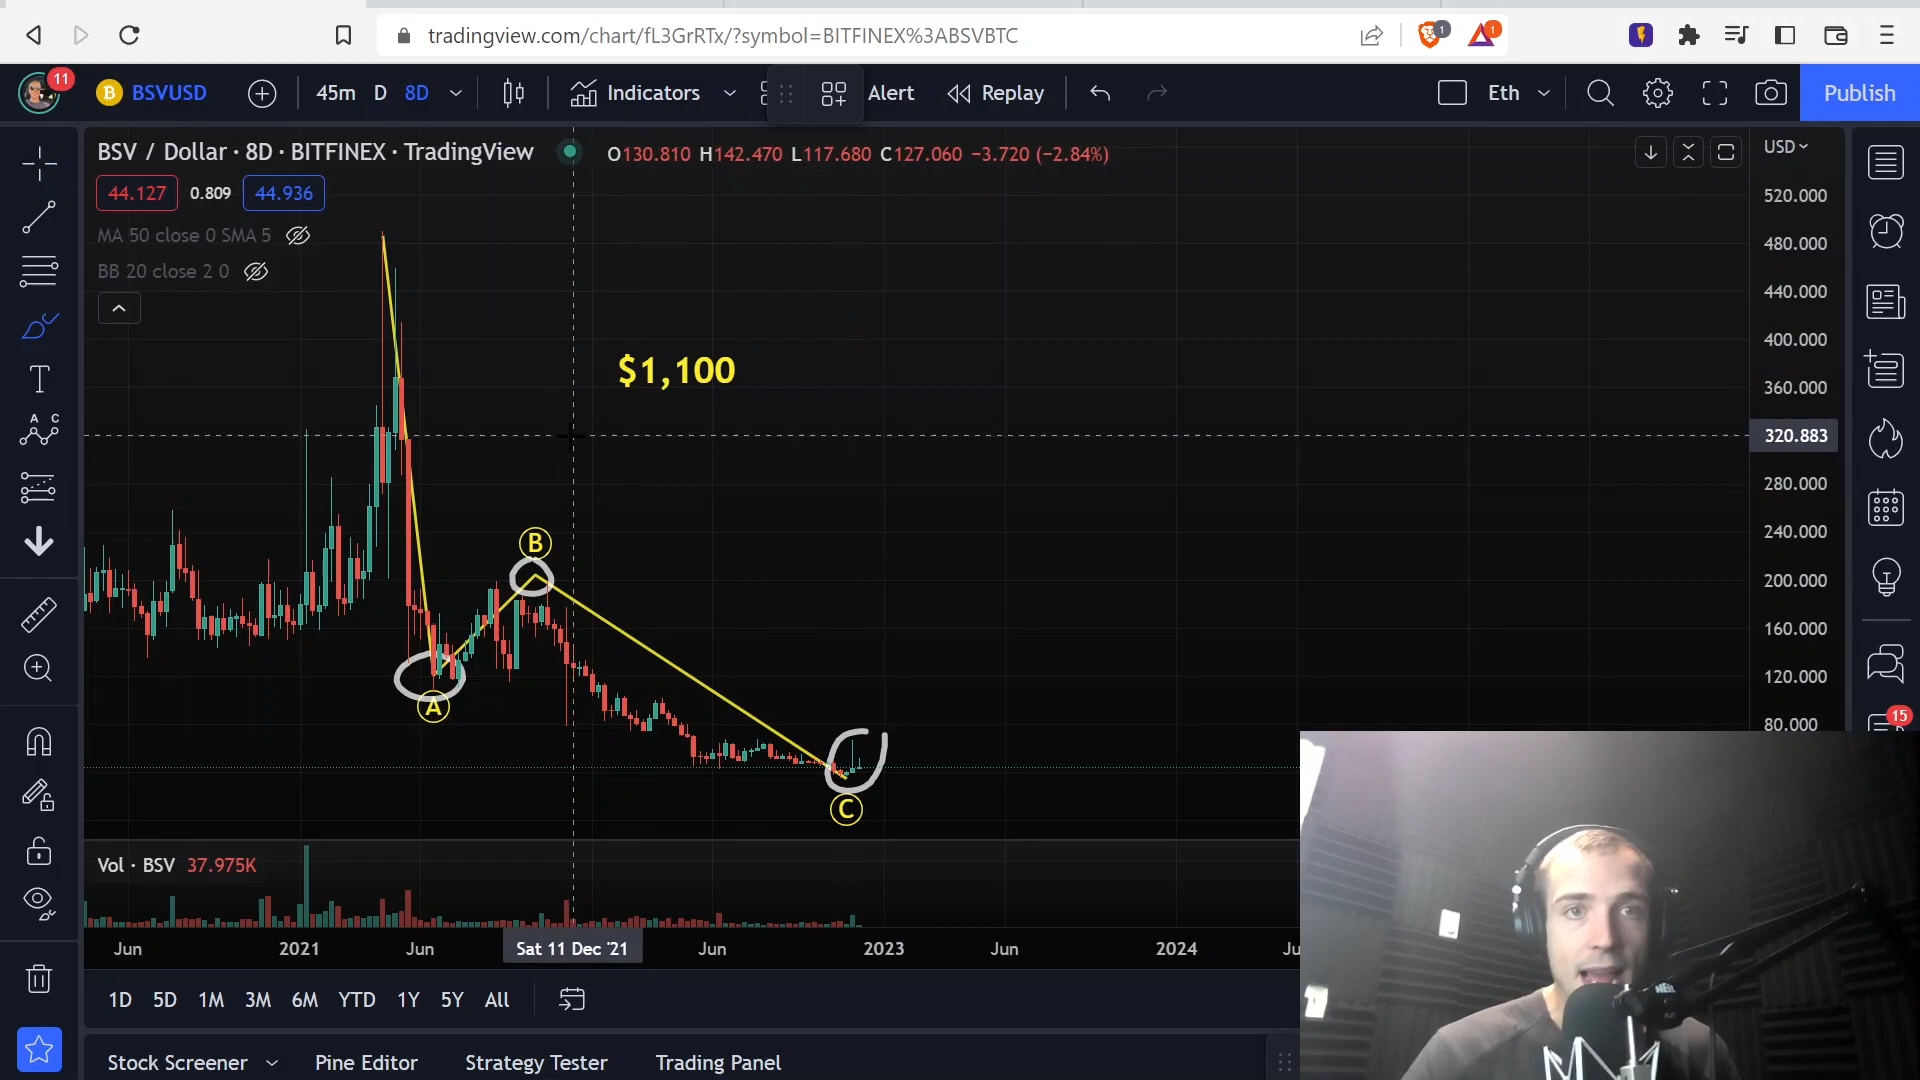 tradingview.com/chart/fL3GrRTx/?symbol=BITFINEX%3ABSVBTC
1
1
11
BSVUSD
45m D 8D
Indicators
Alert
Replay
Eth
Publish
BSV / Dollar · 8D · BITFINEX · TradingView
O130.810 H142.470 L117.680 C127.060 −3.720 (−2.84%)
USD
44.127 0.809 44.936
MA 50 close 0 SMA 5
BB 20 close 2 0
520.000
480.000
440.000
400.000
360.000
320.883
280.000
240.000
200.000
160.000
120.000
80.000
$1,100
B
A
C
15
Vol · BSV 37.975K
Jun 2021 Jun Sat 11 Dec '21 Jun 2023 Jun 2024 Ju
1D 5D 1M 3M 6M YTD 1Y 5Y All
Stock Screener Pine Editor Strategy Tester Trading Panel